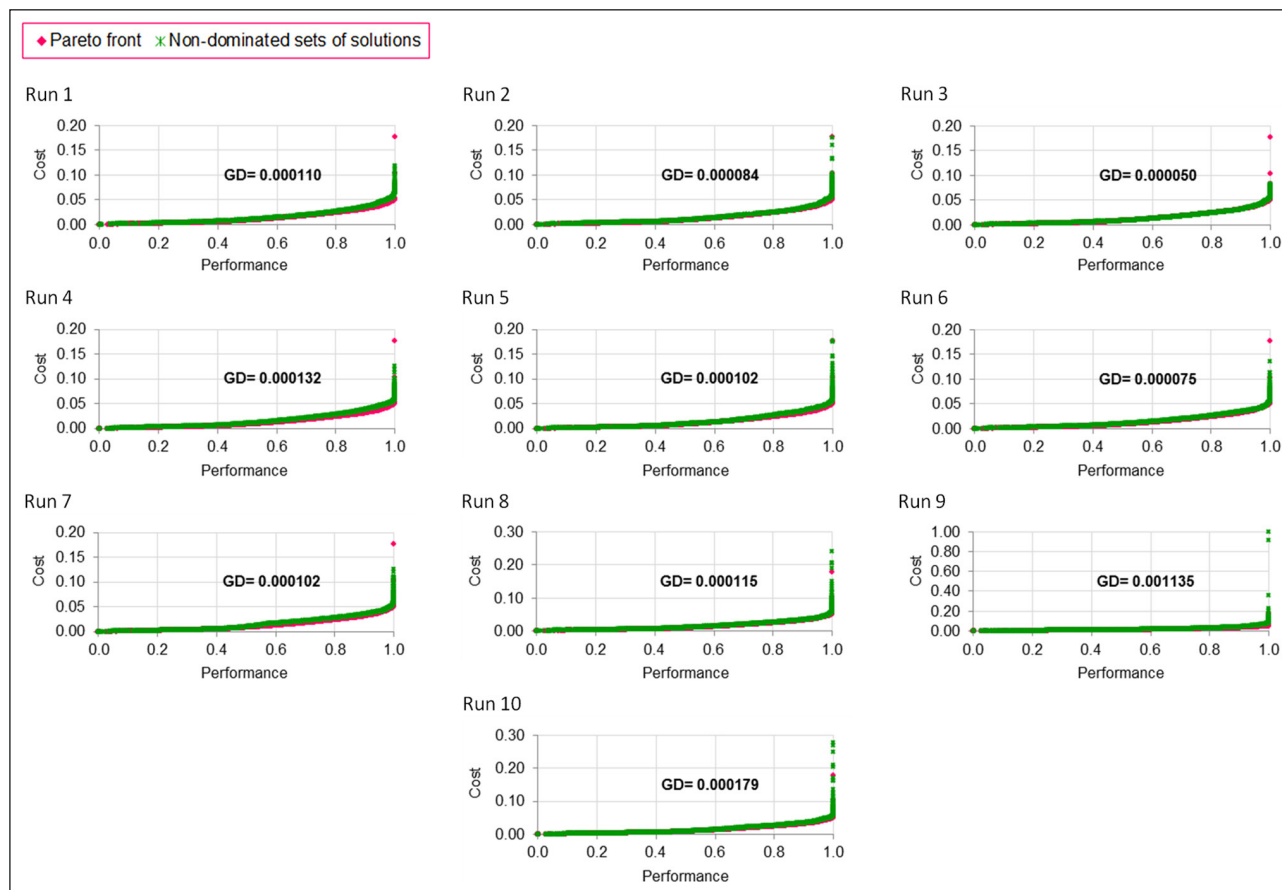 Pareto front Non-dominated sets of solutions
Run 1
0.20
0.15
0.10
0.05
0.00
Cost
GD= 0.000110
0.0 0.2 0.4 0.6 0.8 1.0
Performance
Run 2
0.20
0.15
0.10
0.05
0.00
Cost
GD= 0.000084
0.0 0.2 0.4 0.6 0.8 1.0
Performance
Run 3
0.20
0.15
0.10
0.05
0.00
Cost
GD= 0.000050
0.0 0.2 0.4 0.6 0.8 1.0
Performance
Run 4
0.20
0.15
0.10
0.05
0.00
Cost
GD= 0.000132
0.0 0.2 0.4 0.6 0.8 1.0
Performance
Run 5
0.20
0.15
0.10
0.05
0.00
Cost
GD= 0.000102
0.0 0.2 0.4 0.6 0.8 1.0
Performance
Run 6
0.20
0.15
0.10
0.05
0.00
Cost
GD= 0.000075
0.0 0.2 0.4 0.6 0.8 1.0
Performance
Run 7
0.20
0.15
0.10
0.05
0.00
Cost
GD= 0.000102
0.0 0.2 0.4 0.6 0.8 1.0
Performance
Run 8
0.30
0.20
0.10
0.00
Cost
GD= 0.000115
0.0 0.2 0.4 0.6 0.8 1.0
Performance
Run 9
1.00
0.80
0.60
0.40
0.20
0.00
Cost
GD= 0.001135
0.0 0.2 0.4 0.6 0.8 1.0
Performance
Run 10
0.30
0.20
0.10
0.00
Cost
GD= 0.000179
0.0 0.2 0.4 0.6 0.8 1.0
Performance